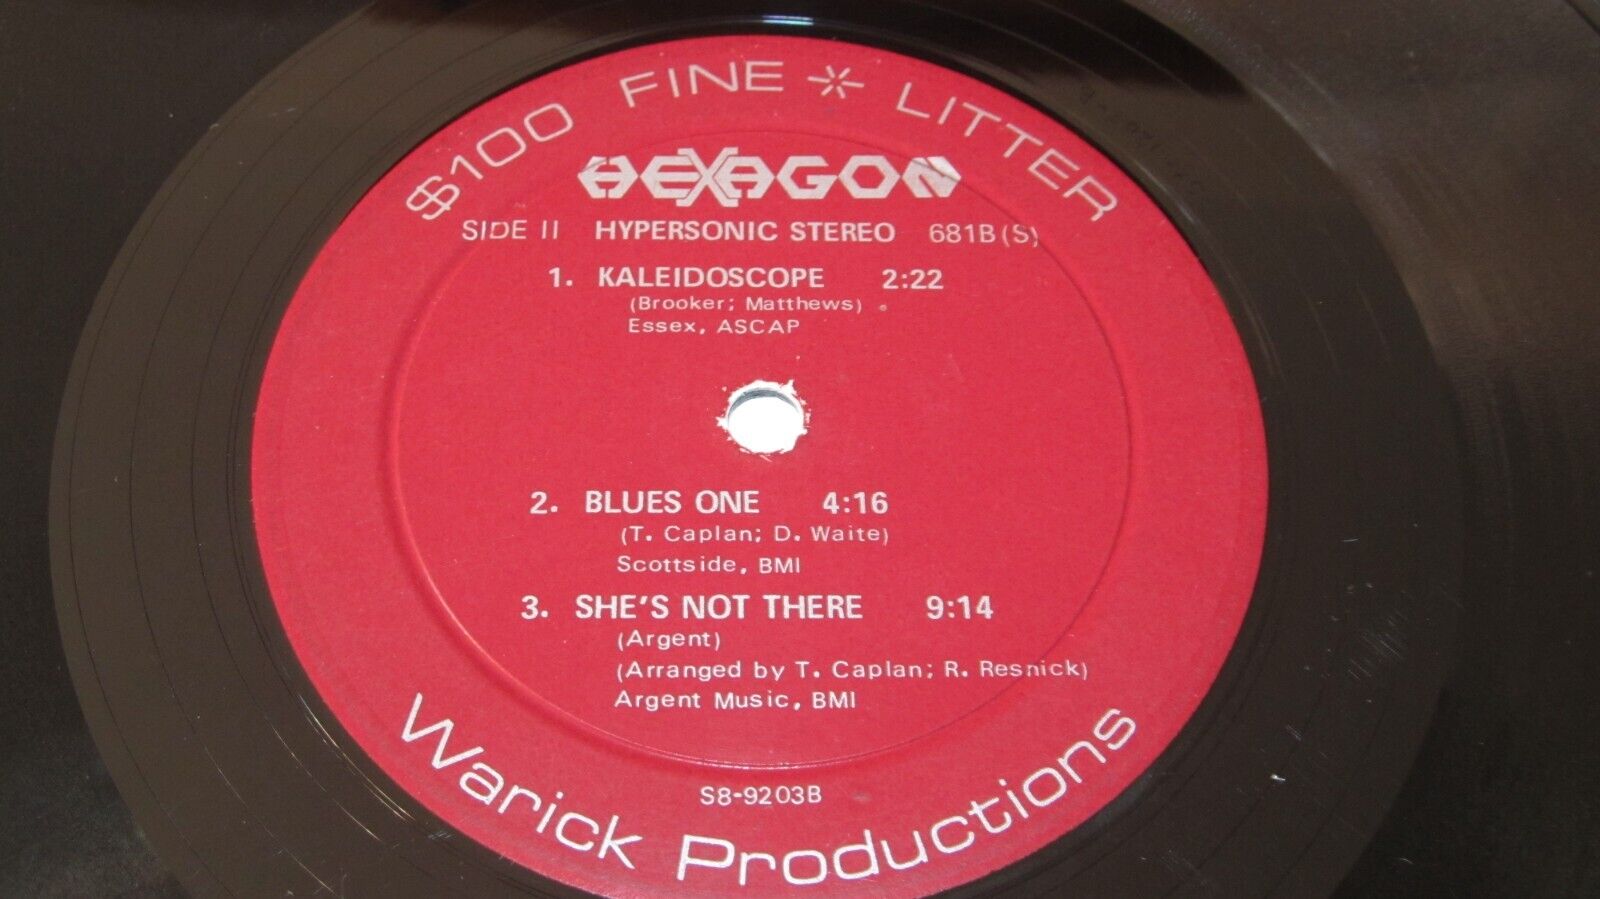 $100 FINE * LITTER
HEXAGON
SIDE II HYPERSONIC STEREO 681B (S)
1. KALEIDOSCOPE 2:22
(Brooker; Matthews)
Essex, ASCAP
2. BLUES ONE 4:16
(T. Caplan; D. Waite)
Scottside, BMI
3. SHE'S NOT THERE 9:14
(Argent)
(Arranged by T. Caplan; R. Resnick)
Argent Music, BMI
S8-9203B
Warick Productions